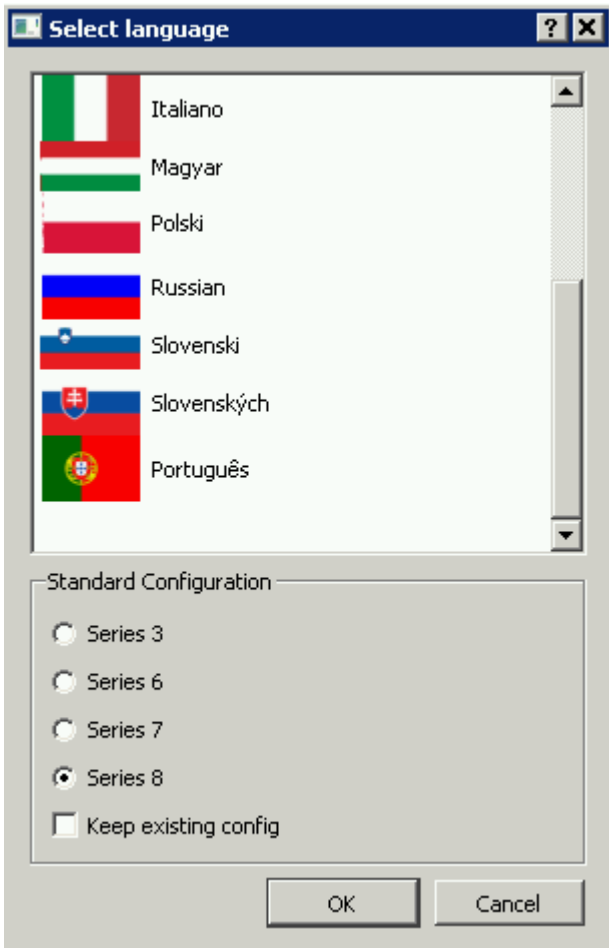 Select language
Italiano
Magyar
Polski
Russian
Slovenski
Slovenských
Português
Standard Configuration
Series 3
Series 6
Series 7
Series 8
Keep existing config
OK Cancel